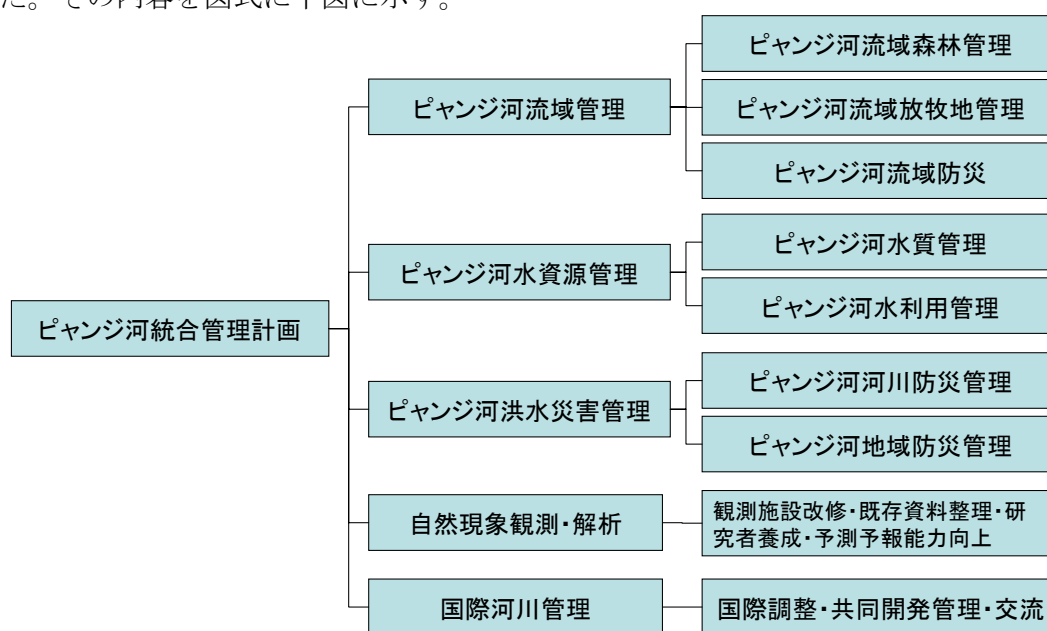 た。その内容を図式に下図に示す。
ピャンジ河統合管理計画
ピャンジ河流域管理
ピャンジ河流域森林管理
ピャンジ河流域放牧地管理
ピャンジ河流域防災
ピャンジ河水資源管理
ピャンジ河水質管理
ピャンジ河水利用管理
ピャンジ河洪水災害管理
ピャンジ河河川防災管理
ピャンジ河地域防災管理
自然現象観測・解析
観測施設改修・既存資料整理・研
究者養成・予測予報能力向上
国際河川管理
国際調整・共同開発管理・交流